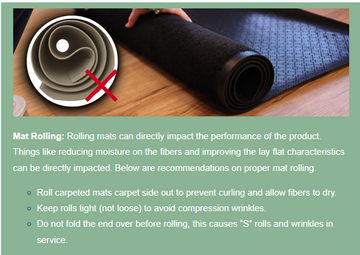 Mat Rolling: Rolling mats can directly impact the performance of the product.
Things like reducing moisture on the fibers and improving the lay flat characteristics
can be directly impacted. Below are recommendations on proper mat rolling.
Roll carpeted mats carpet side out to prevent curling and allow fibers to dry.
Keep rolls tight (not loose) to avoid compression wrinkles.
Do not fold the end over before rolling, this causes "S" rolls and wrinkles in
service.